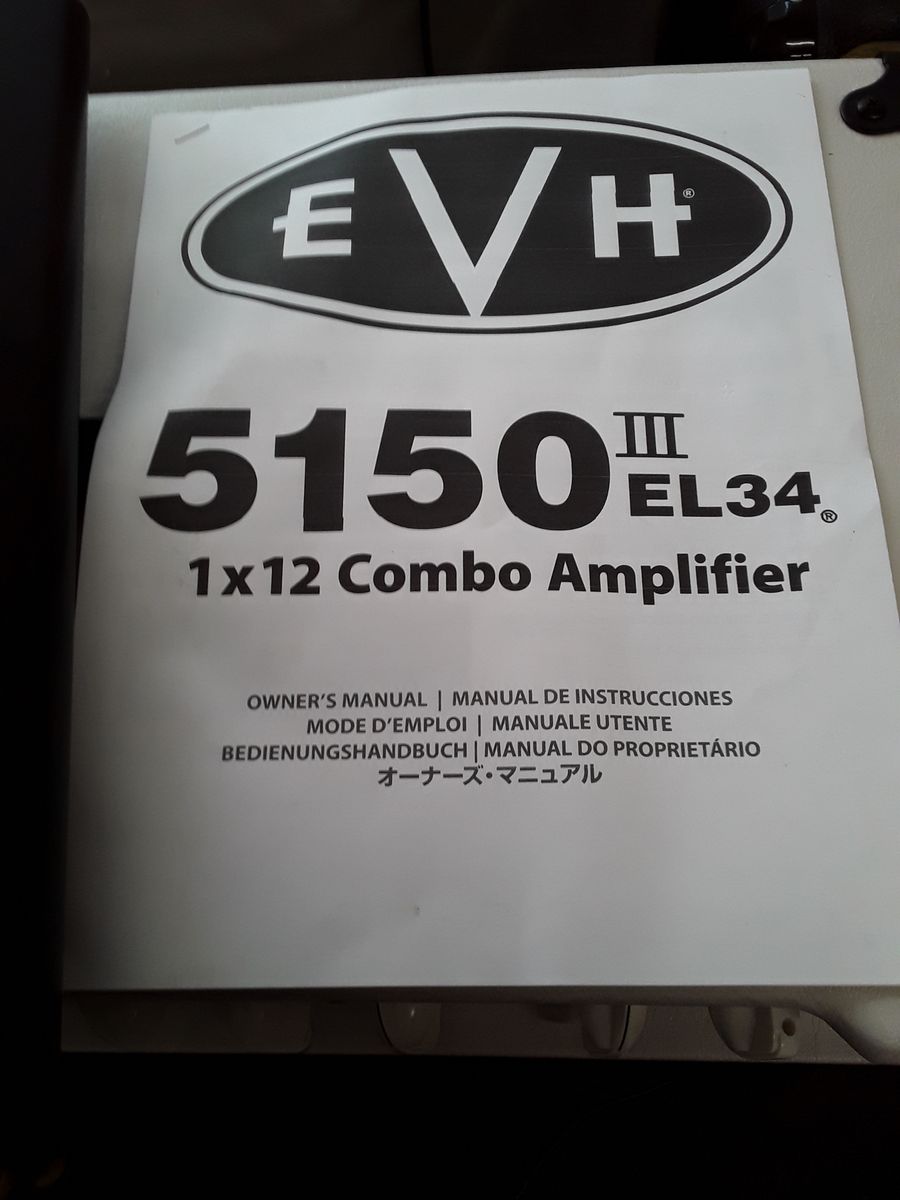 EVH®
5150 III EL34®
1x12 Combo Amplifier
OWNER'S MANUAL | MANUAL DE INSTRUCCIONES
MODE D'EMPLOI | MANUALE UTENTE
BEDIENUNGSHANDBUCH | MANUAL DO PROPRIETÁRIO
オーナーズ・マニュアル